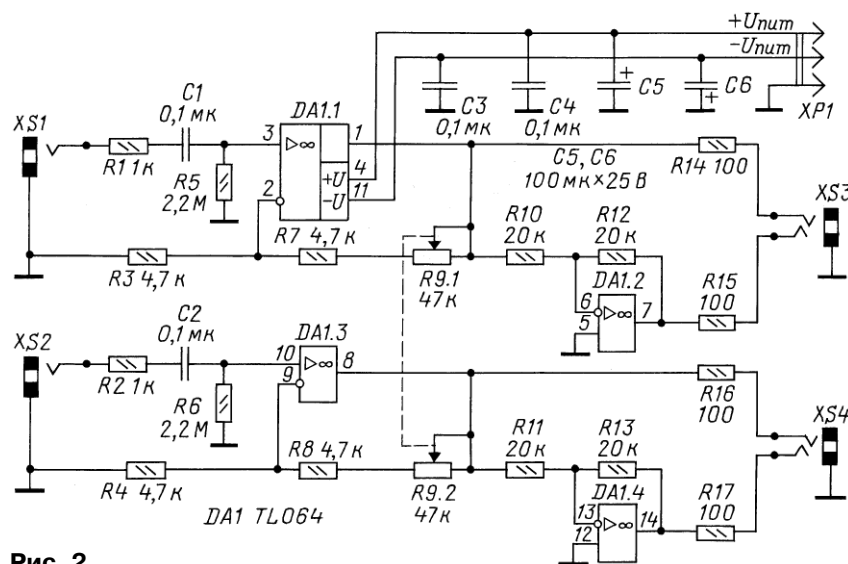 +Uпит
-Uпит
C1
0,1 мк
DA1.1
C3
0,1 мк
C4
0,1 мк
C5
C6
XP1
XS1
R1 1к
3
1
4
+U
11
-U
2
R5
2,2 М
C5, C6
100 мк×25 В
R14 100
XS3
R3 4,7 к
R7 4,7 к
R9.1
47 к
R10
20 к
R12
20 к
DA1.2
6
5
7
R15
100
C2
0,1 мк
DA1.3
XS2
R2 1к
10
9
8
R6
2,2 М
R16
100
XS4
R4 4,7 к
R8 4,7 к
R9.2
47 к
R11
20 к
R13
20 к
DA1.4
13
12
14
R17
100
DA1 TL064
Рис. 2